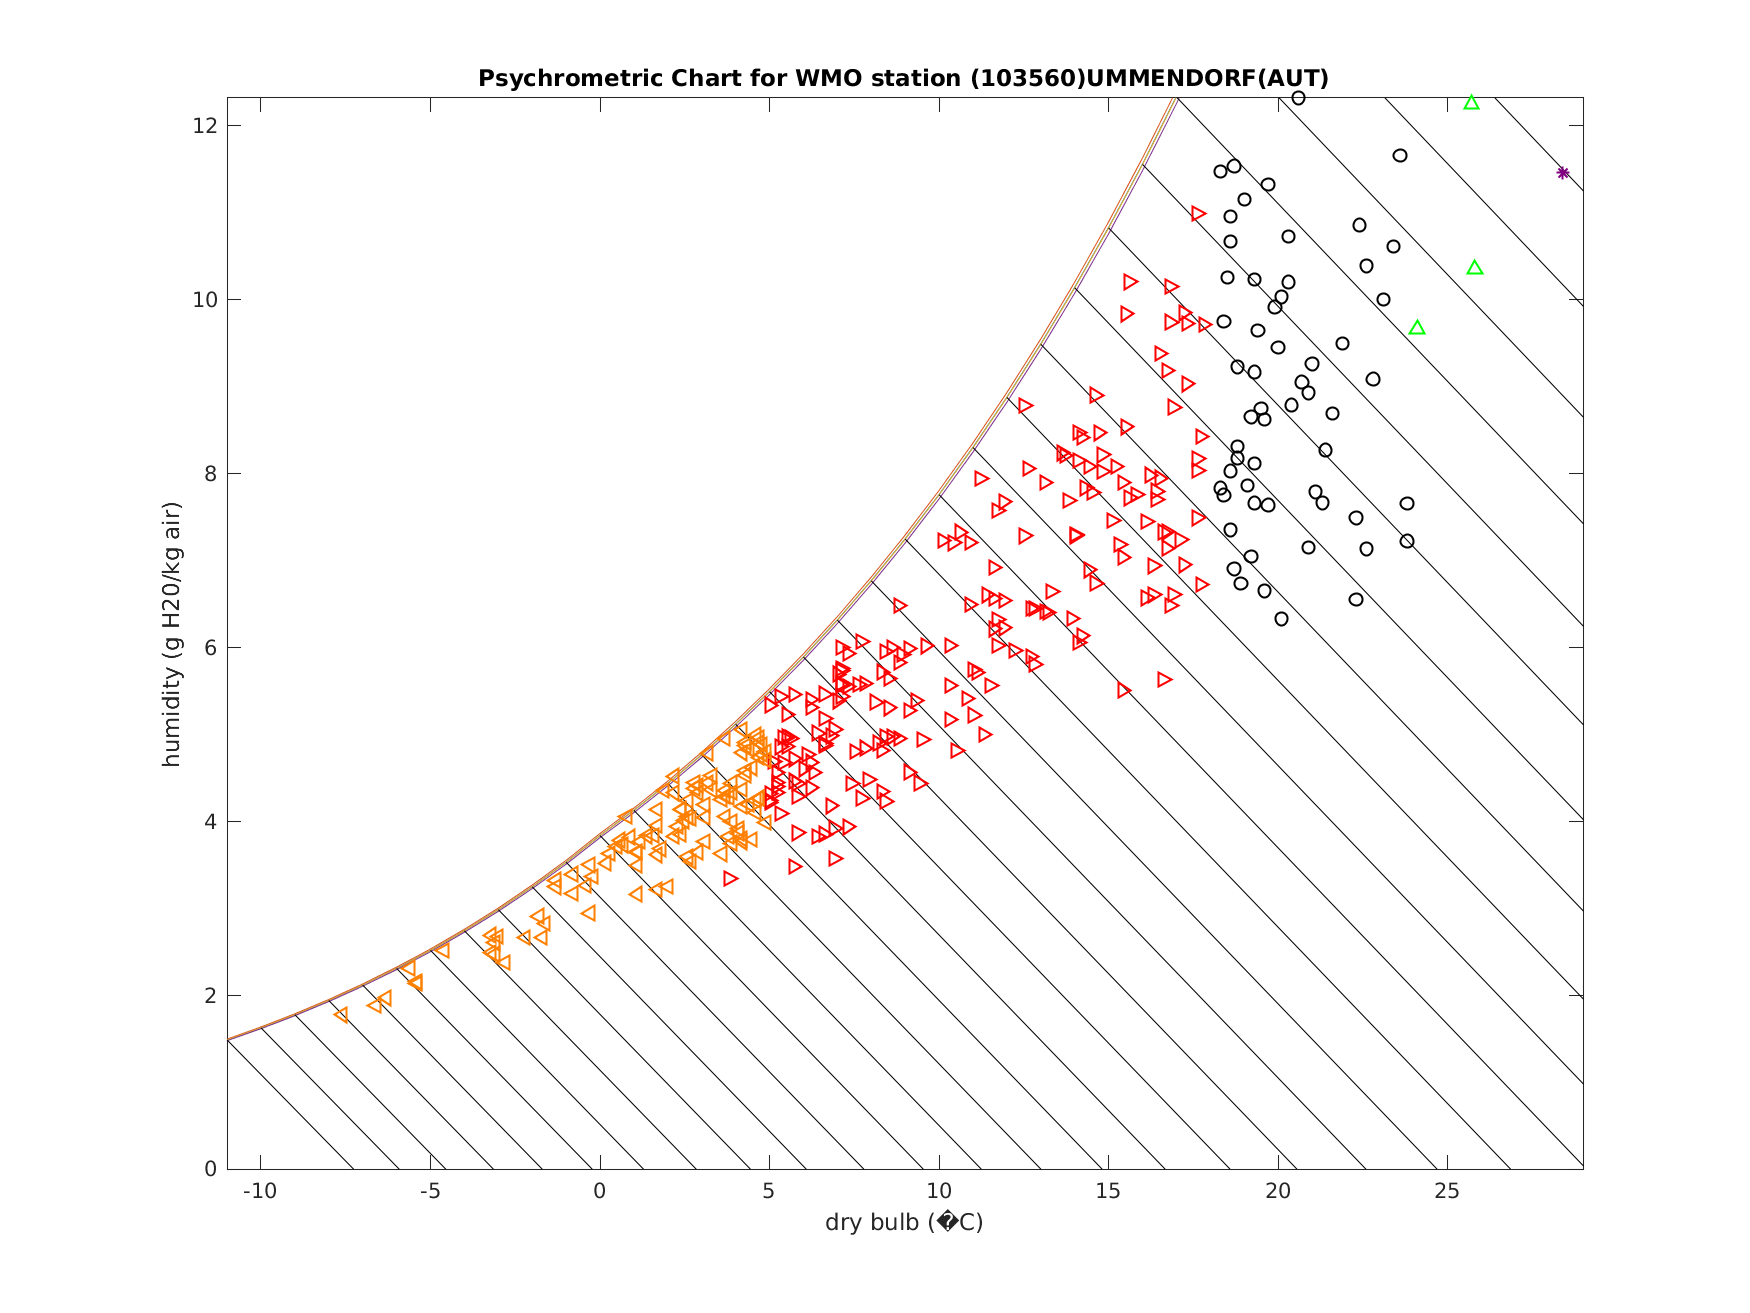 Psychrometric Chart for WMO station (103560)UMMENDORF(AUT)
12
10
8
6
4
2
0
humidity (g H20/kg air)
-10 -5 0 5 10 15 20 25
dry bulb (�C)